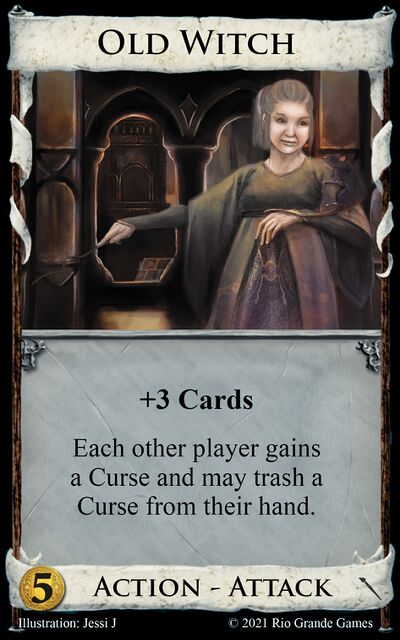 OLD WITCH
+3 Cards
Each other player gains
a Curse and may trash a
Curse from their hand.
5 ACTION - ATTACK
Illustration: Jessi J © 2021 Rio Grande Games